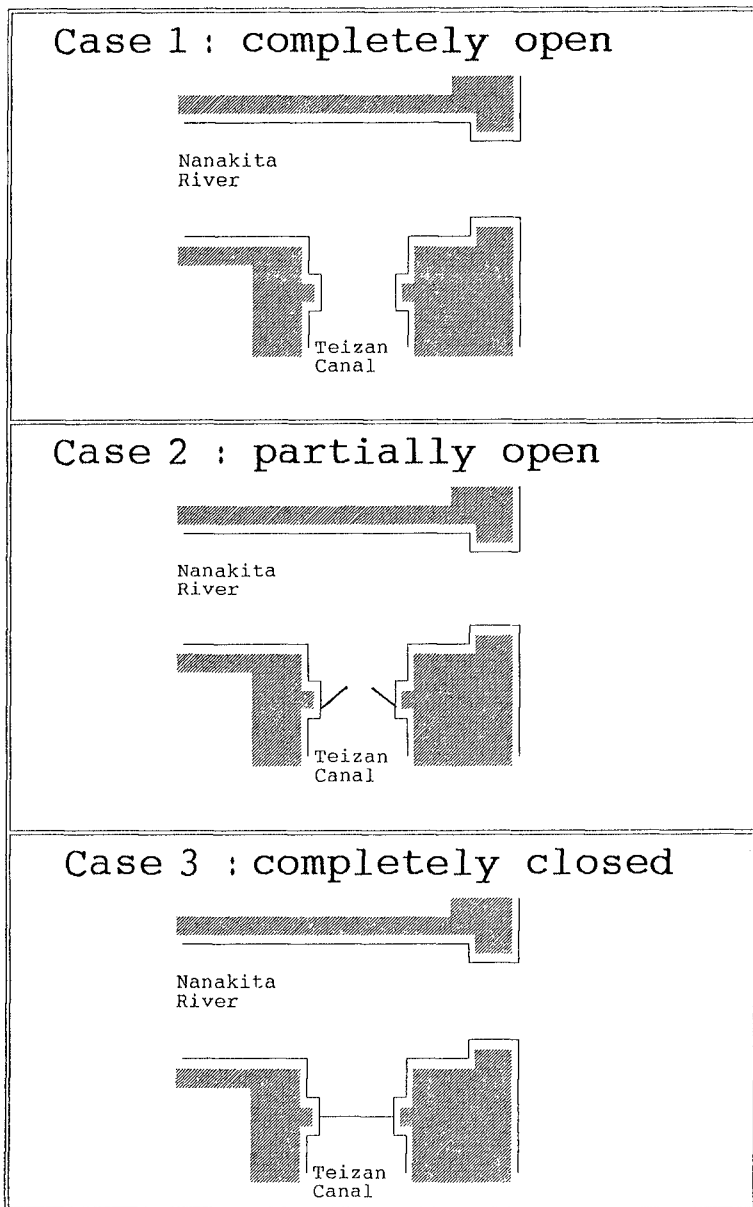 Case 1 : completely open
Nanakita
River
Teizan
Canal
Case 2 : partially open
Nanakita
River
Teizan
Canal
Case 3 : completely closed
Nanakita
River
Teizan
Canal